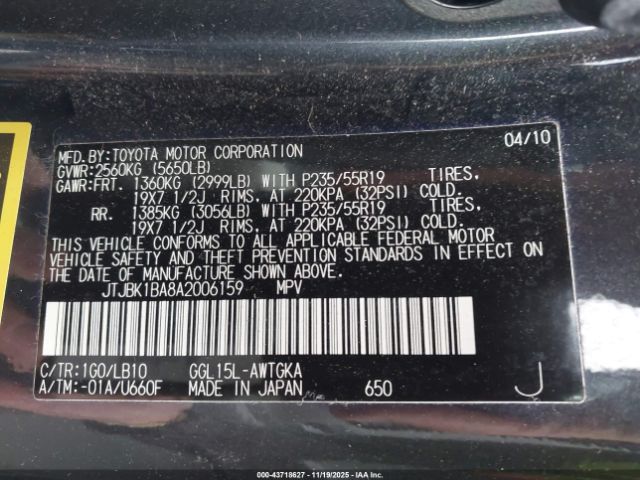 MFD.BY:TOYOTA MOTOR CORPORATION 04/10
GVWR:2560KG (5650LB)
GAWR:FRT. 1360KG (2999LB) WITH P235/55R19 TIRES,
19X7 1/2J RIMS, AT 220KPA (32PSI) COLD.
RR. 1385KG (3056LB) WITH P235/55R19 TIRES,
19X7 1/2J RIMS, AT 220KPA (32PSI) COLD.
THIS VEHICLE CONFORMS TO ALL APPLICABLE FEDERAL MOTOR
VEHICLE SAFETY AND THEFT PREVENTION STANDARDS IN EFFECT ON
THE DATE OF MANUFACTURE SHOWN ABOVE.
JTJBK1BA8A2006159 MPV
C/TR:1G0/LB10 GGL15L-AWTGKA
A/TM:-01A/U660F MADE IN JAPAN 650 J
000-43718627 - 11/19/2025 - IAAI.COM